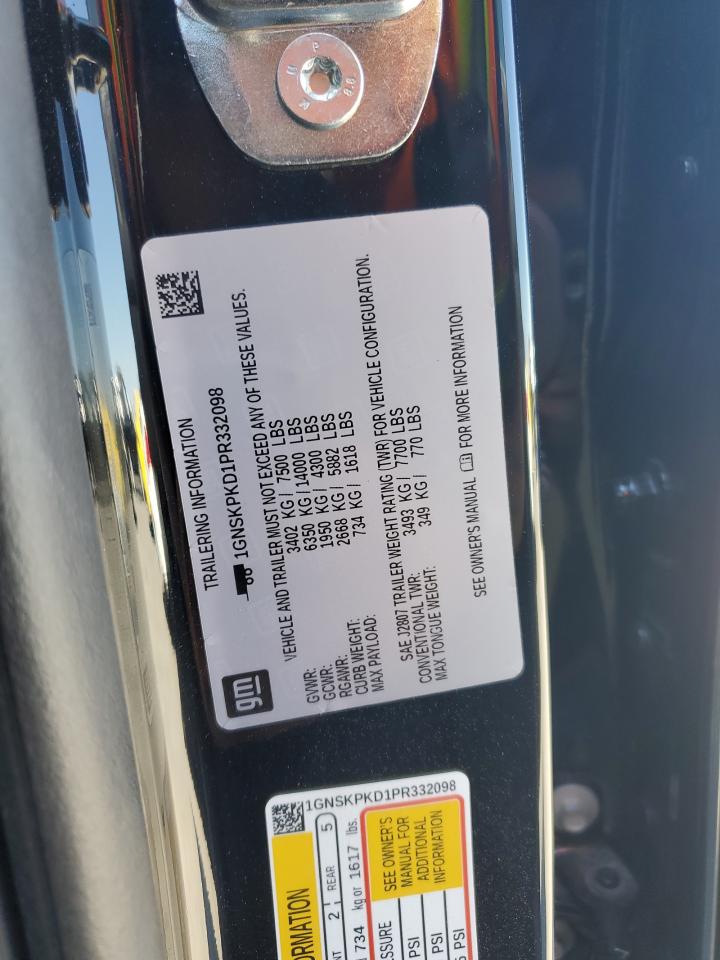 M U P 8.8
gm
TRAILERING INFORMATION
1GNSKPKD1PR332098
VEHICLE AND TRAILER MUST NOT EXCEED ANY OF THESE VALUES.
GVWR: 3402 KG / 7500 LBS
GCWR: 6350 KG / 14000 LBS
RGAWR: 1950 KG / 4300 LBS
CURB WEIGHT: 2668 KG / 5882 LBS
MAX PAYLOAD: 734 KG / 1618 LBS
SAE J2807 TRAILER WEIGHT RATING (TWR) FOR VEHICLE CONFIGURATION.
CONVENTIONAL TWR: 3493 KG / 7700 LBS
MAX TONGUE WEIGHT: 349 KG / 770 LBS
SEE OWNER'S MANUAL FOR MORE INFORMATION
1GNSKPKD1PR332098
2 REAR 5
734 kg or 1617 lbs.
SEE OWNER'S
MANUAL FOR
ADDITIONAL
INFORMATION
PSI
PSI
PSI